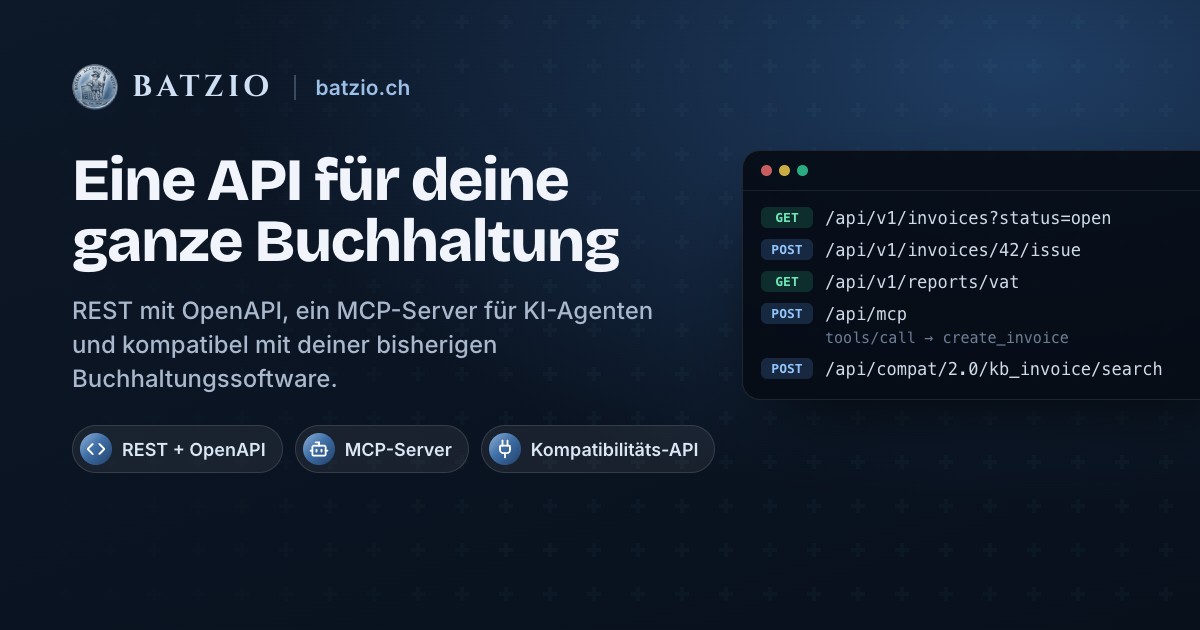 BATZIO | batzio.ch
Eine API für deine
ganze Buchhaltung
REST mit OpenAPI, ein MCP-Server für KI-Agenten
und kompatibel mit deiner bisherigen
Buchhaltungssoftware.
REST + OpenAPI
MCP-Server
Kompatibilitäts-API
GET /api/v1/invoices?status=open
POST /api/v1/invoices/42/issue
GET /api/v1/reports/vat
POST /api/mcp
tools/call → create_invoice
POST /api/compat/2.0/kb_invoice/search